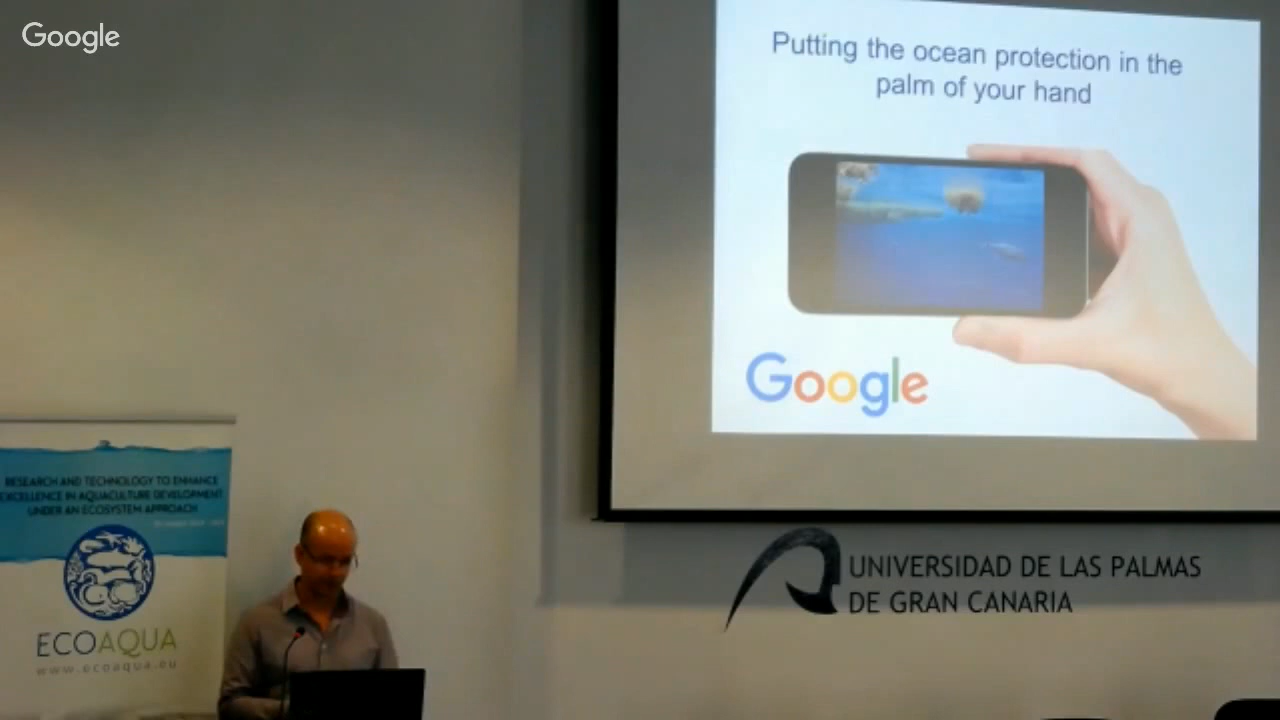 Google
Putting the ocean protection in the
palm of your hand
Google
RESEARCH AND TECHNOLOGY TO ENHANCE
EXCELLENCE IN AQUACULTURE DEVELOPMENT
UNDER AN ECOSYSTEM APPROACH
ECOAQUA
www.ecoaqua.eu
UNIVERSIDAD DE LAS PALMAS
DE GRAN CANARIA